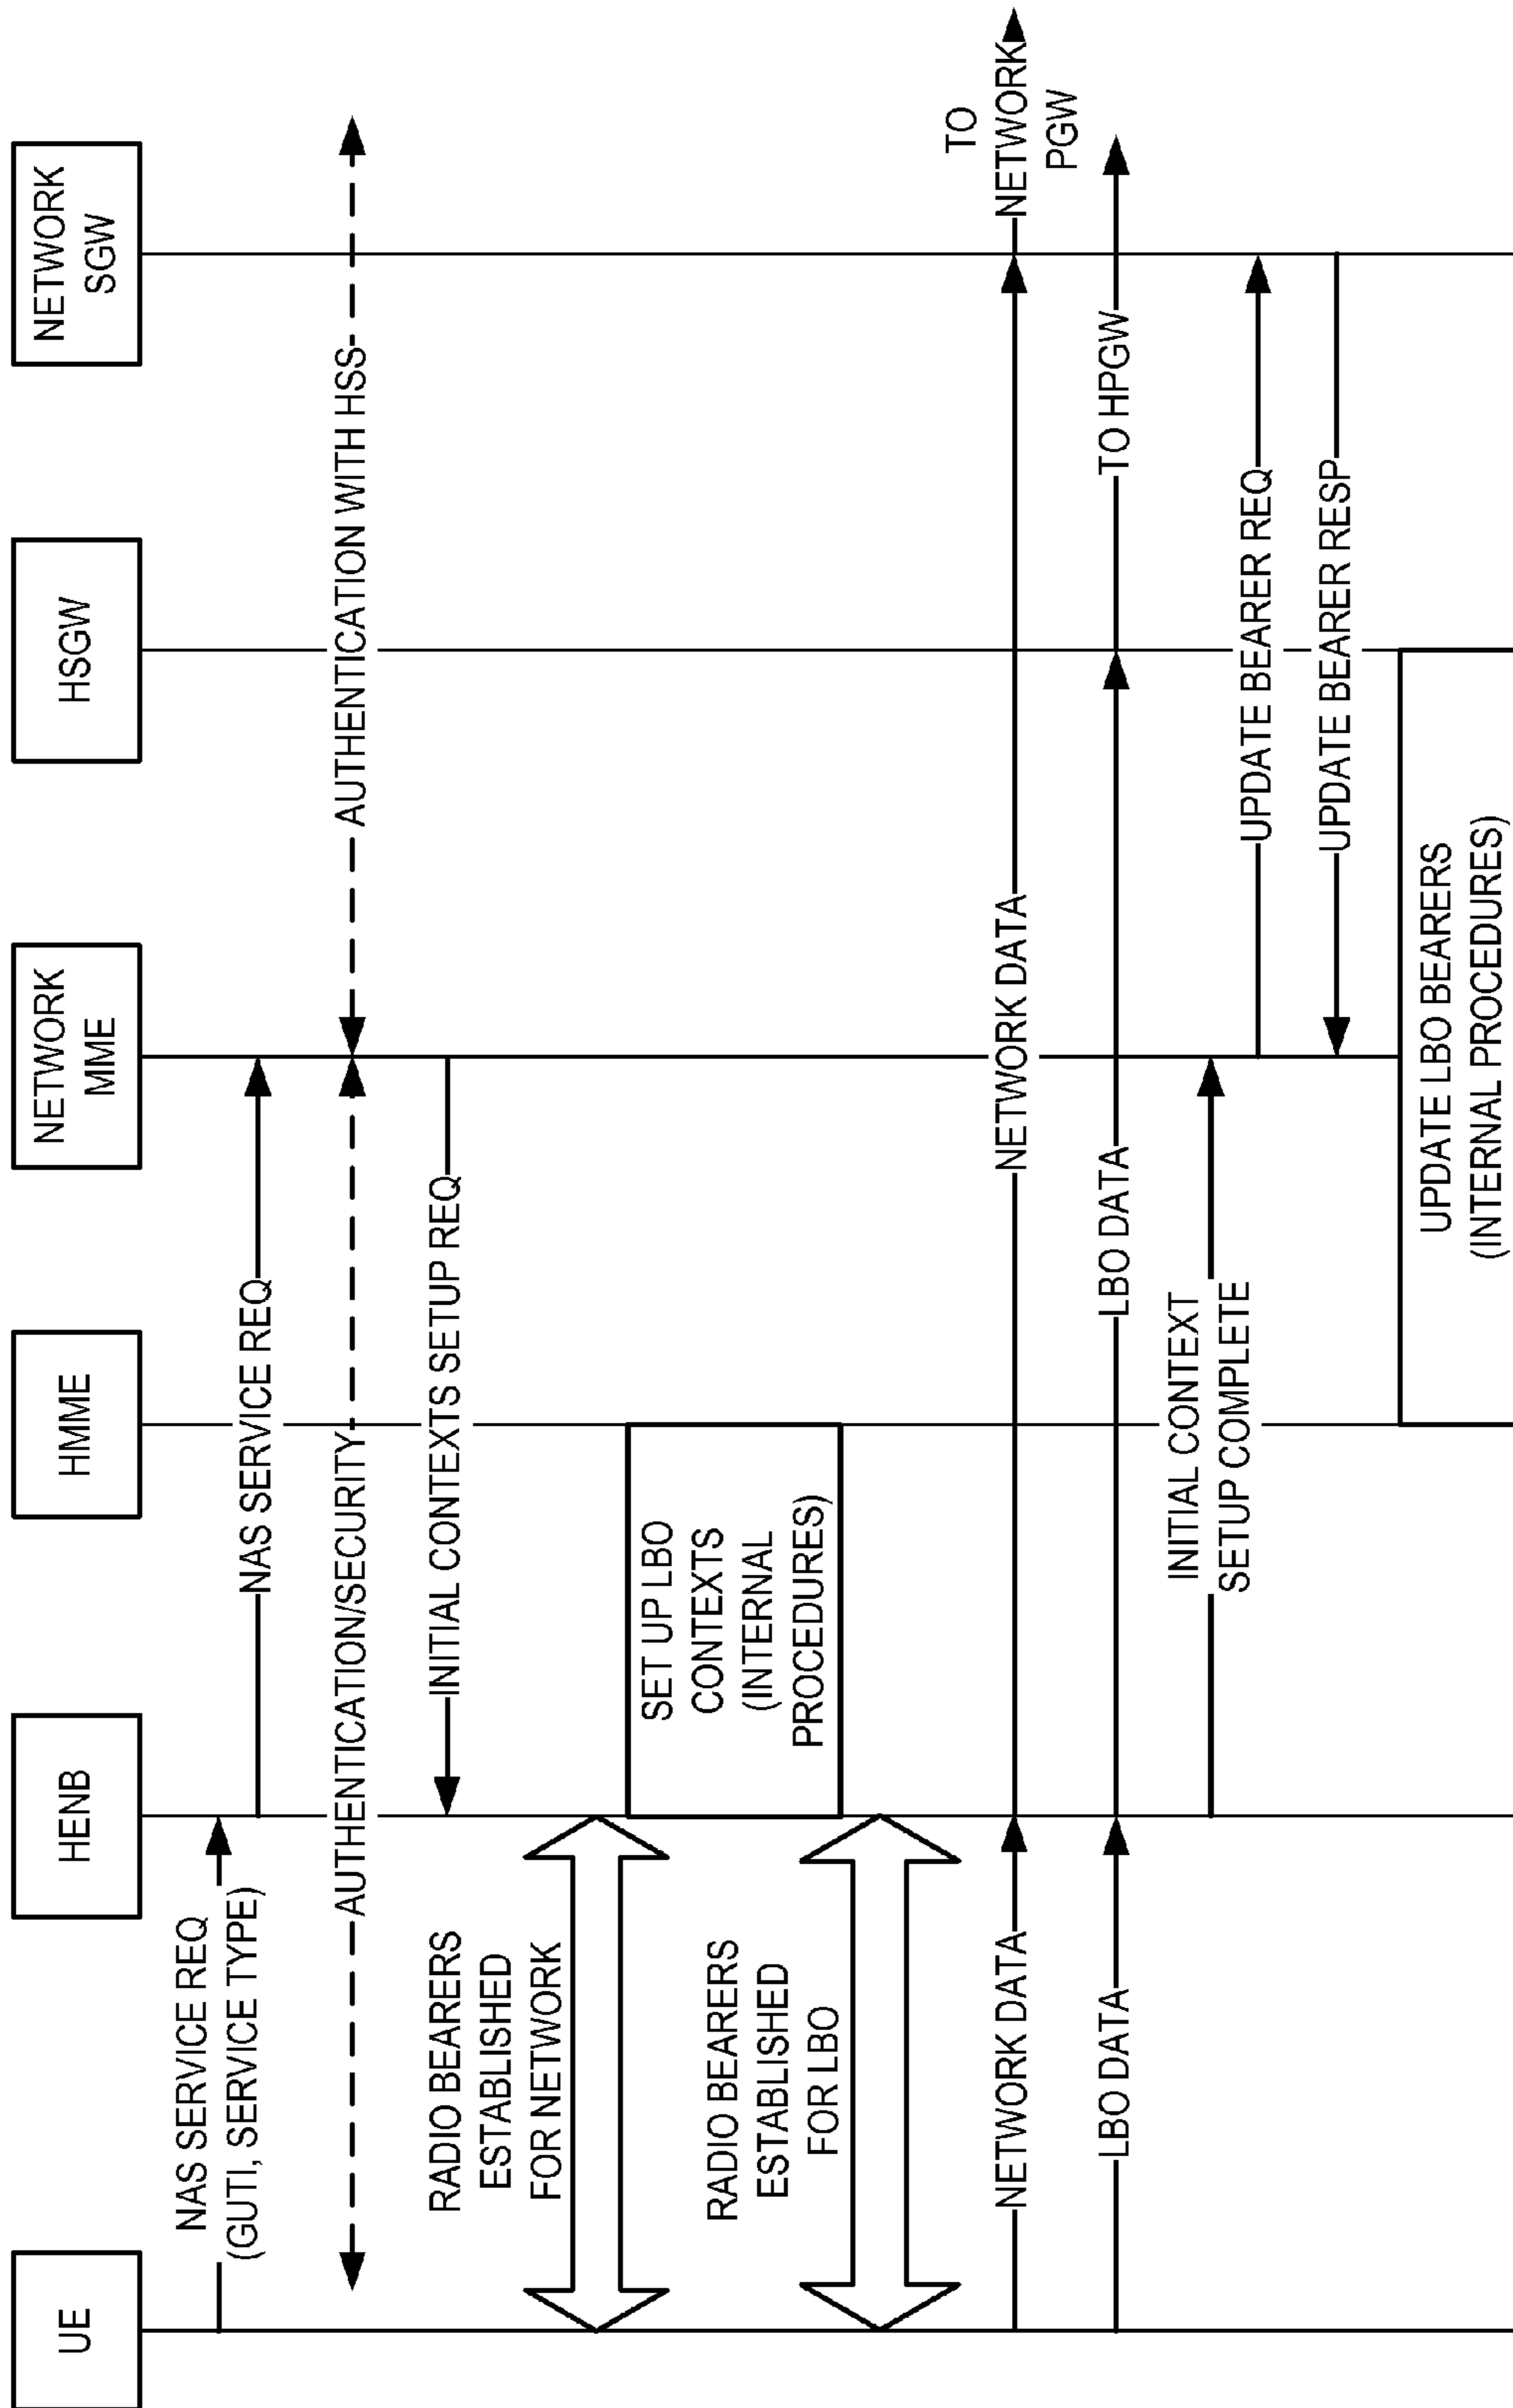 UE
HENB
HMME
NETWORK
MME
HSGW
NETWORK
SGW
NAS SERVICE REQ
(GUTI, SERVICE TYPE)
NAS SERVICE REQ
AUTHENTICATION/SECURITY
AUTHENTICATION WITH HSS
INITIAL CONTEXTS SETUP REQ
RADIO BEARERS
ESTABLISHED
FOR NETWORK
SET UP LBO
CONTEXTS
(INTERNAL
PROCEDURES)
RADIO BEARERS
ESTABLISHED
FOR LBO
NETWORK DATA
NETWORK DATA
TO
NETWORK
PGW
LBO DATA
LBO DATA
TO HPGW
INITIAL CONTEXT
SETUP COMPLETE
UPDATE BEARER REQ
UPDATE BEARER RESP
UPDATE LBO BEARERS
(INTERNAL PROCEDURES)